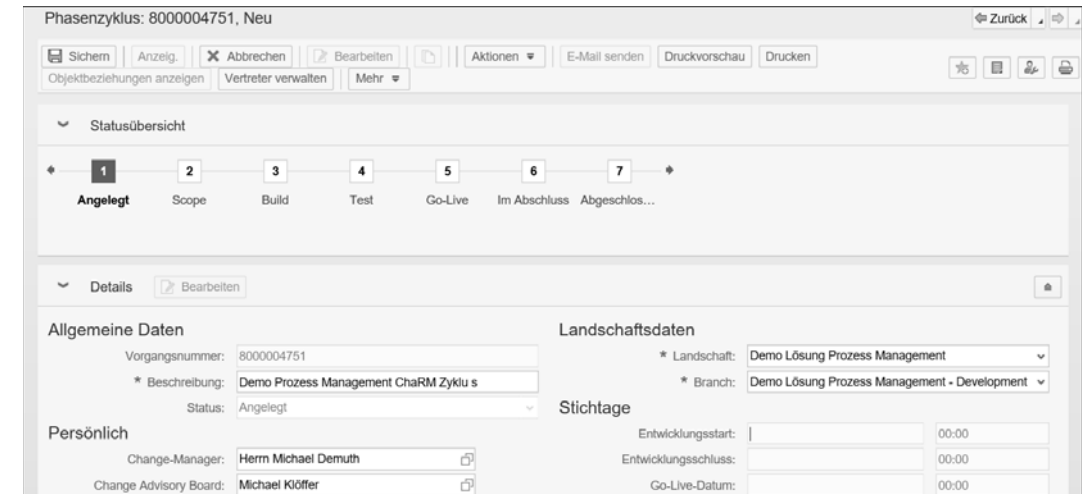 Phasenzyklus: 8000004751, Neu
Zurück
Sichern Anzeig. Abbrechen Bearbeiten Aktionen E-Mail senden Druckvorschau Drucken
Objektbeziehungen anzeigen Vertreter verwalten Mehr
Statusübersicht
1 2 3 4 5 6 7
Angelegt Scope Build Test Go-Live Im Abschluss Abgeschlos...
Details Bearbeiten
Allgemeine Daten Landschaftsdaten
Vorgangsnummer: 8000004751 * Landschaft: Demo Lösung Prozess Management
* Beschreibung: Demo Prozess Management ChaRM Zyklu s * Branch: Demo Lösung Prozess Management - Development
Status: Angelegt Stichtage
Persönlich Entwicklungsstart: 00:00
Change-Manager: Herrn Michael Demuth Entwicklungsschluss: 00:00
Change Advisory Board: Michael Klöffer Go-Live-Datum: 00:00